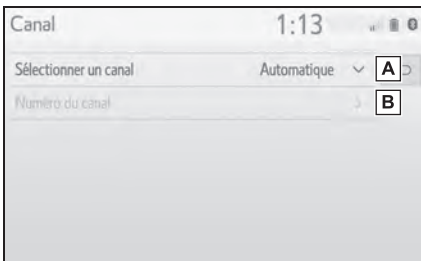 Canal 1:13
Sélectionner un canal Automatique A
Numéro du canal B